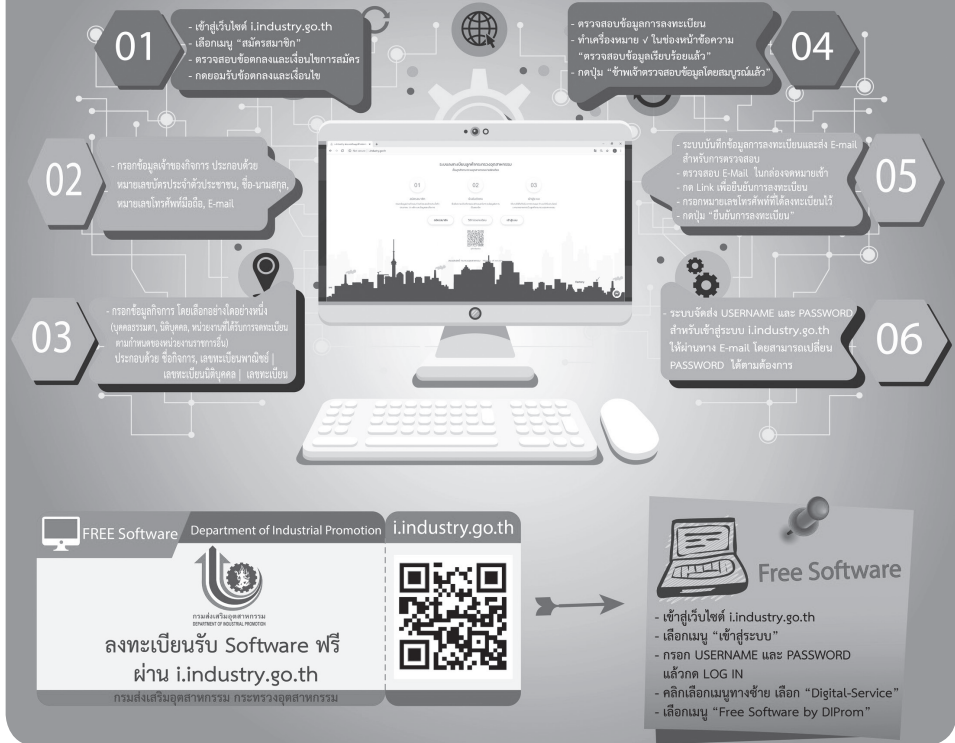 01
- เข้าสู่เว็บไซต์ i.industry.go.th
- เลือกเมนู “สมัครสมาชิก”
- ตรวจสอบข้อตกลงและเงื่อนไขการสมัคร
- กดยอมรับข้อตกลงและเงื่อนไข
02
- กรอกข้อมูลเจ้าของกิจการ ประกอบด้วย
หมายเลขบัตรประจำตัวประชาชน, ชื่อ-นามสกุล,
หมายเลขโทรศัพท์มือถือ, E-mail
03
- กรอกข้อมูลกิจการ โดยเลือกอย่างใดอย่างหนึ่ง
(บุคคลธรรมดา, นิติบุคคล, หน่วยงานที่ได้รับการจดทะเบียน
ตามกำหนดของหน่วยงานราชการอื่น)
ประกอบด้วย ชื่อกิจการ, เลขทะเบียนพาณิชย์ |
เลขทะเบียนนิติบุคคล | เลขทะเบียน
04
- ตรวจสอบข้อมูลการลงทะเบียน
- ทำเครื่องหมาย √ ในช่องหน้าข้อความ
“ตรวจสอบข้อมูลเรียบร้อยแล้ว”
- กดปุ่ม “ข้าพเจ้าตรวจสอบข้อมูลโดยสมบูรณ์แล้ว”
05
- ระบบบันทึกข้อมูลการลงทะเบียนและส่ง E-mail
สำหรับการตรวจสอบ
- ตรวจสอบ E-Mail ในกล่องจดหมายเข้า
- กด Link เพื่อยืนยันการลงทะเบียน
- กรอกหมายเลขโทรศัพท์ที่ได้ลงทะเบียนไว้
- กดปุ่ม “ยืนยันการลงทะเบียน”
06
- ระบบจัดส่ง USERNAME และ PASSWORD
สำหรับเข้าสู่ระบบ i.industry.go.th
ให้ผ่านทาง E-mail โดยสามารถเปลี่ยน
PASSWORD ได้ตามต้องการ
01
02
03
FREE Software
Department of Industrial Promotion
i.industry.go.th
กรมส่งเสริมอุตสาหกรรม
DEPARTMENT OF INDUSTRIAL PROMOTION
ลงทะเบียนรับ Software ฟรี
ผ่าน i.industry.go.th
กรมส่งเสริมอุตสาหกรรม กระทรวงอุตสาหกรรม
Free Software
- เข้าสู่เว็บไซต์ i.industry.go.th
- เลือกเมนู “เข้าสู่ระบบ”
- กรอก USERNAME และ PASSWORD
แล้วกด LOG IN
- คลิกเลือกเมนูทางซ้าย เลือก “Digital-Service”
- เลือกเมนู “Free Software by DIProm”